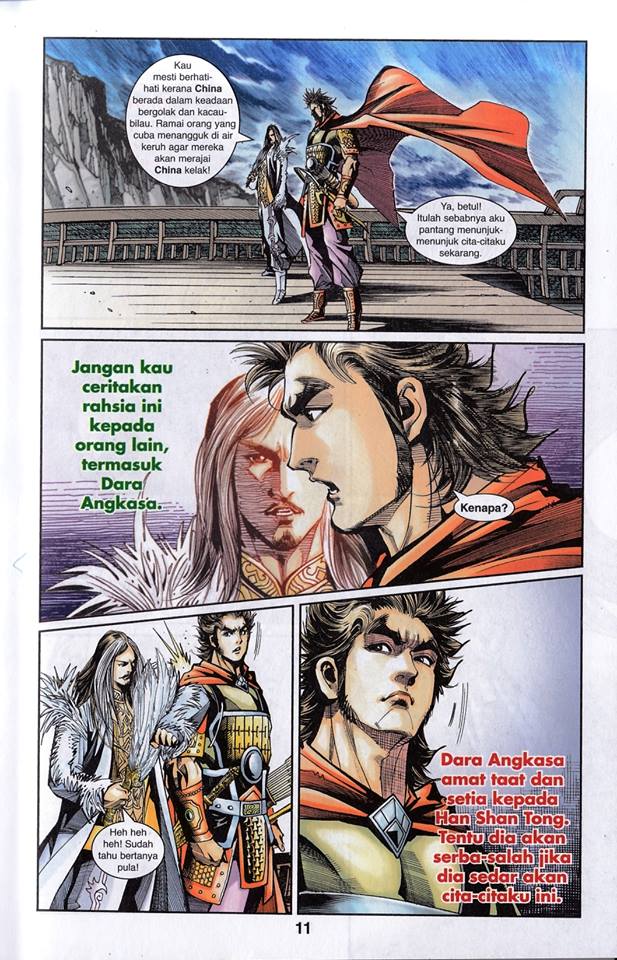 Kau
mesti berhati-
hati kerana China
berada dalam keadaan
bergolak dan kacau-
bilau. Ramai orang yang
cuba menangguk di air
keruh agar mereka
akan merajai
China kelak!
Ya, betul!
Itulah sebabnya aku
pantang menunjuk-
menunjuk cita-citaku
sekarang.
Jangan kau
ceritakan
rahsia ini
kepada
orang lain,
termasuk
Dara
Angkasa.
Kenapa?
Heh heh
heh! Sudah
tahu bertanya
pula!
Dara Angkasa
amat taat dan
setia kepada
Han Shan Tong.
Tentu dia akan
serba-salah jika
dia sedar akan
cita-citaku ini.
11